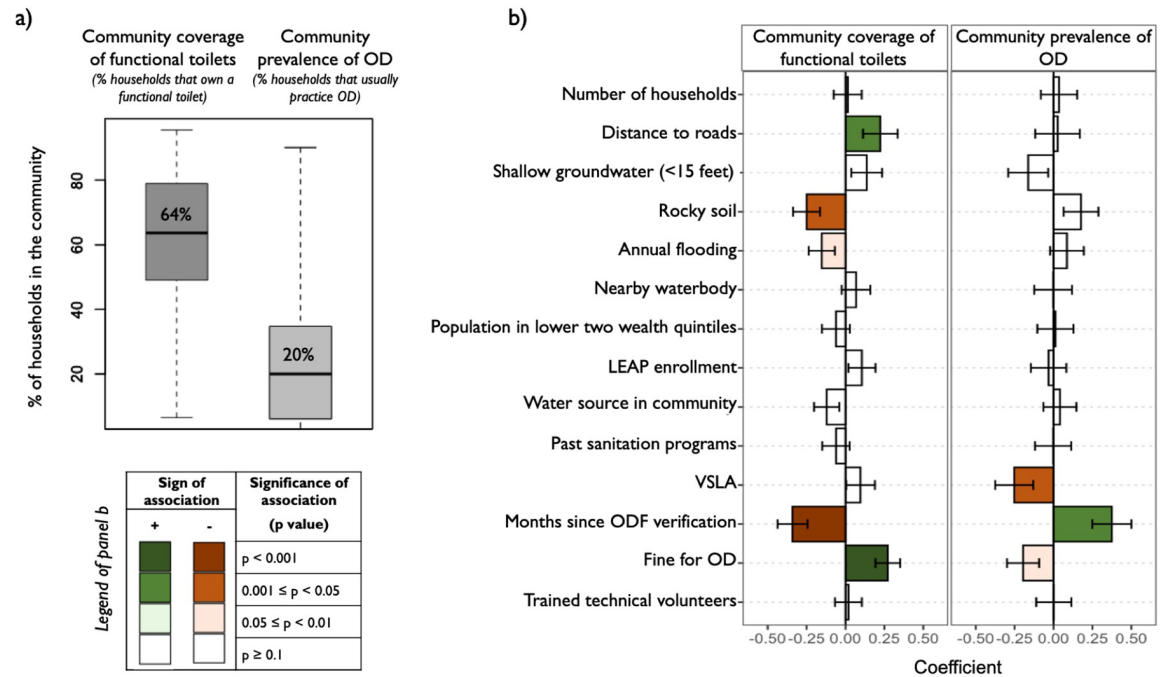 a)
Community coverage
of functional toilets
(% households that own a
functional toilet)
Community
prevalence of OD
(% households that usually
practice OD)
% of households in the community
80
60
40
20
64%
20%
Legend of panel b
Sign of
association
+
-
Significance of
association
(p value)
p < 0.001
0.001 ≤ p < 0.05
0.05 ≤ p < 0.01
p ≥ 0.1
b)
Community coverage of
functional toilets
Community prevalence of
OD
Number of households
Distance to roads
Shallow groundwater (<15 feet)
Rocky soil
Annual flooding
Nearby waterbody
Population in lower two wealth quintiles
LEAP enrollment
Water source in community
Past sanitation programs
VSLA
Months since ODF verification
Fine for OD
Trained technical volunteers
-0.50 -0.25 0.00 0.25 0.50
-0.50 -0.25 0.00 0.25 0.50
Coefficient